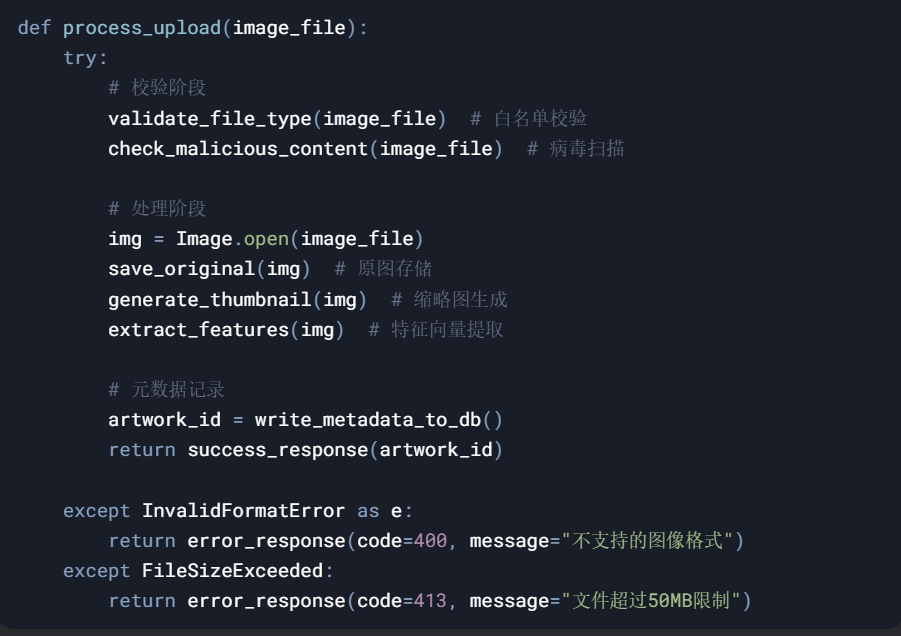 def process_upload(image_file):
    try:
        # 校验阶段
        validate_file_type(image_file)  # 白名单校验
        check_malicious_content(image_file)  # 病毒扫描

        # 处理阶段
        img = Image.open(image_file)
        save_original(img)  # 原图存储
        generate_thumbnail(img)  # 缩略图生成
        extract_features(img)  # 特征向量提取

        # 元数据记录
        artwork_id = write_metadata_to_db()
        return success_response(artwork_id)

    except InvalidFormatError as e:
        return error_response(code=400, message="不支持的图像格式")
    except FileSizeExceeded:
        return error_response(code=413, message="文件超过50MB限制")